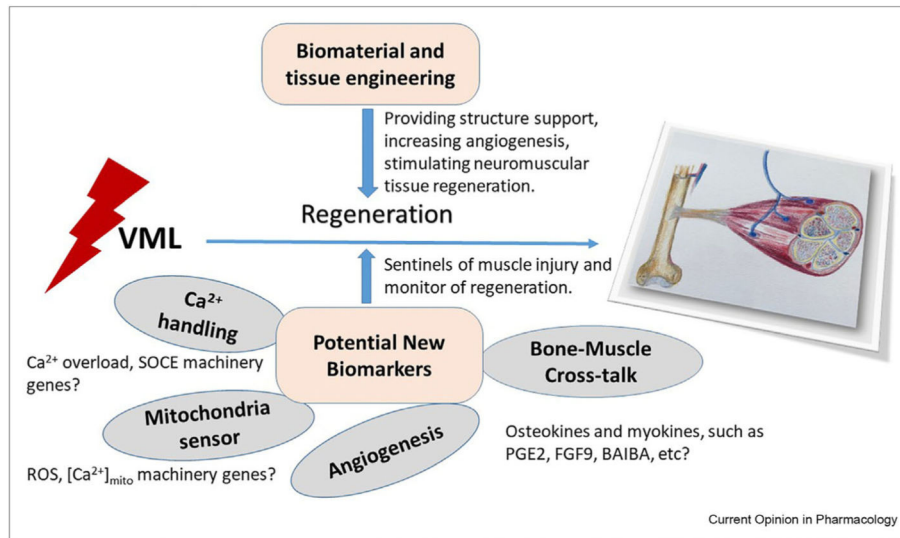 Biomaterial and
tissue engineering
Providing structure support,
increasing angiogenesis,
stimulating neuromuscular
tissue regeneration.
Regeneration
VML
Sentinels of muscle injury and
monitor of regeneration.
Ca²⁺
handling
Potential New
Biomarkers
Bone-Muscle
Cross-talk
Ca²⁺ overload, SOCE machinery
genes?
Mitochondria
sensor
Angiogenesis
Osteokines and myokines, such as
PGE2, FGF9, BAIBA, etc?
ROS, [Ca²⁺]mito machinery genes?
Current Opinion in Pharmacology